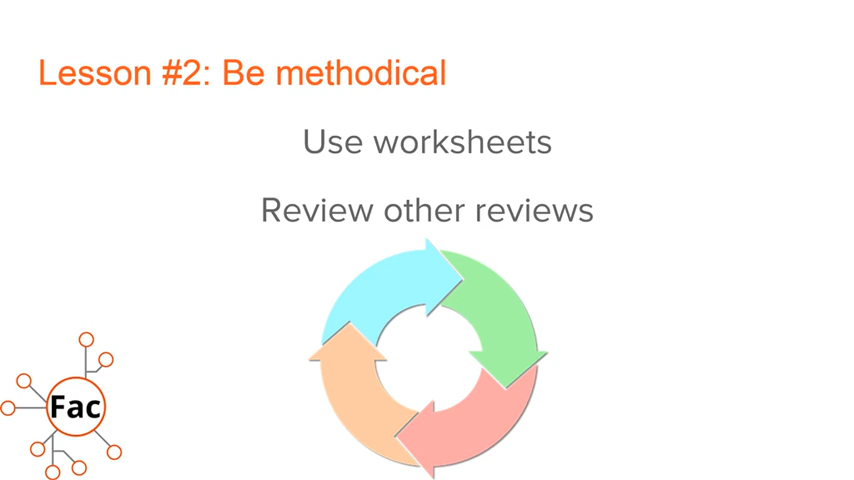 Lesson #2: Be methodical
Use worksheets
Review other reviews
Fac